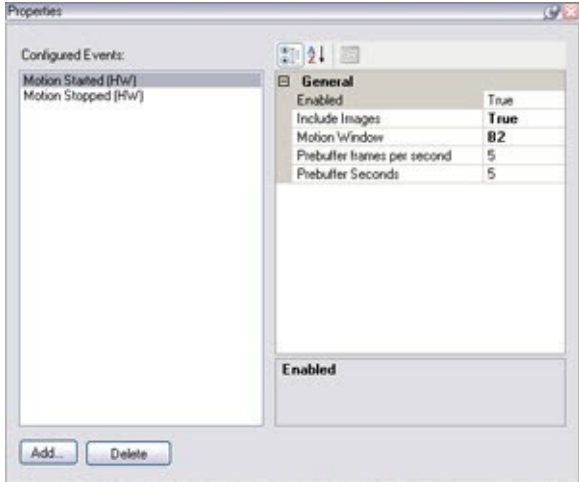 Properties
Configured Events:
Motion Started (HW)
Motion Stopped (HW)
General
Enabled True
Include Images True
Motion Window B2
Prebuffer frames per second 5
Prebuffer Seconds 5
Enabled
Add... Delete